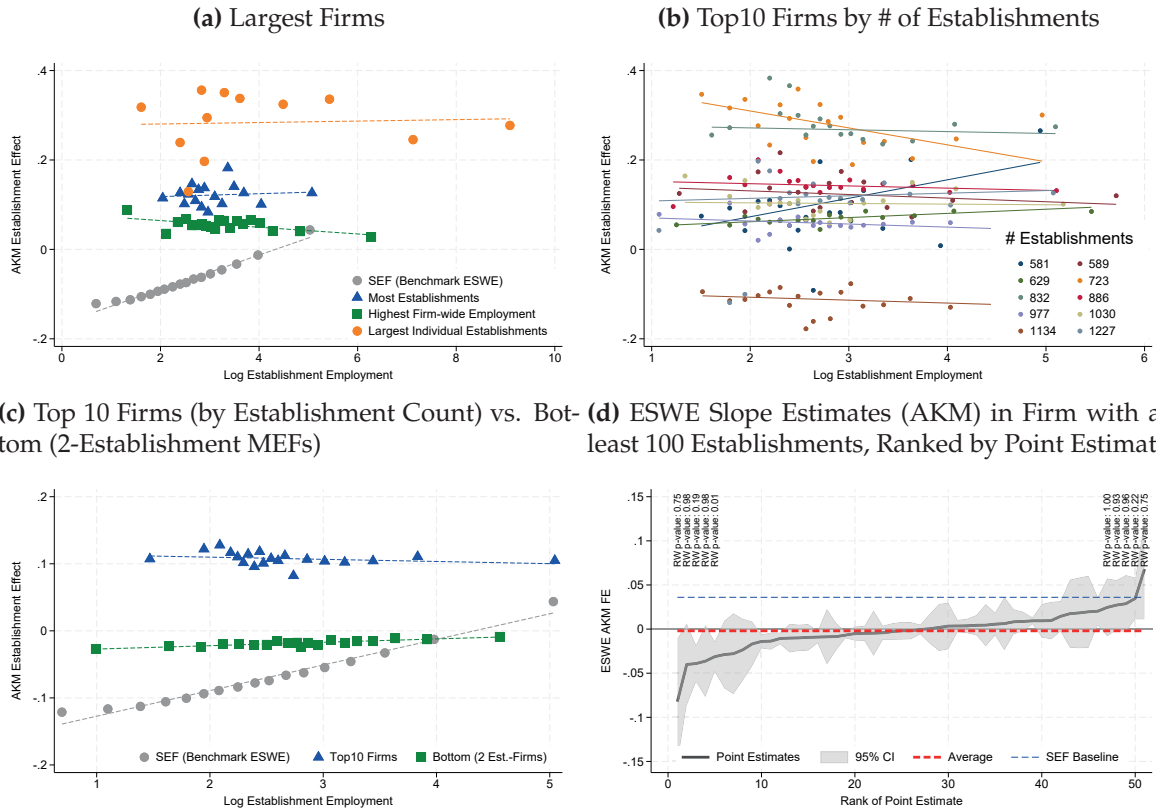 (a) Largest Firms
(b) Top10 Firms by # of Establishments
.4
.2
0
-.2
AKM Establishment Effect
0 2 4 6 8 10
Log Establishment Employment
SEF (Benchmark ESWE)
Most Establishments
Highest Firm-wide Employment
Largest Individual Establishments
.4
.2
0
-.2
AKM Establishment Effect
1 2 3 4 5 6
Log Establishment Employment
# Establishments
581 589
629 723
832 886
977 1030
1134 1227
(c) Top 10 Firms (by Establishment Count) vs. Bot-
tom (2-Establishment MEFs)
(d) ESWE Slope Estimates (AKM) in Firm with a
least 100 Establishments, Ranked by Point Estimat
.2
.1
0
-.1
-.2
AKM Establishment Effect
1 2 3 4 5
Log Establishment Employment
SEF (Benchmark ESWE) Top10 Firms Bottom (2 Est.-Firms)
.15
.1
.05
0
-.05
-.1
-.15
ESWE AKM FE
RW p-value: 0.75
RW p-value: 0.98
RW p-value: 0.19
RW p-value: 0.98
RW p-value: 0.01
RW p-value: 1.00
RW p-value: 0.93
RW p-value: 0.96
RW p-value: 0.22
RW p-value: 0.75
Point Estimates 95% CI Average SEF Baseline
0 10 20 30 40 50
Rank of Point Estimate